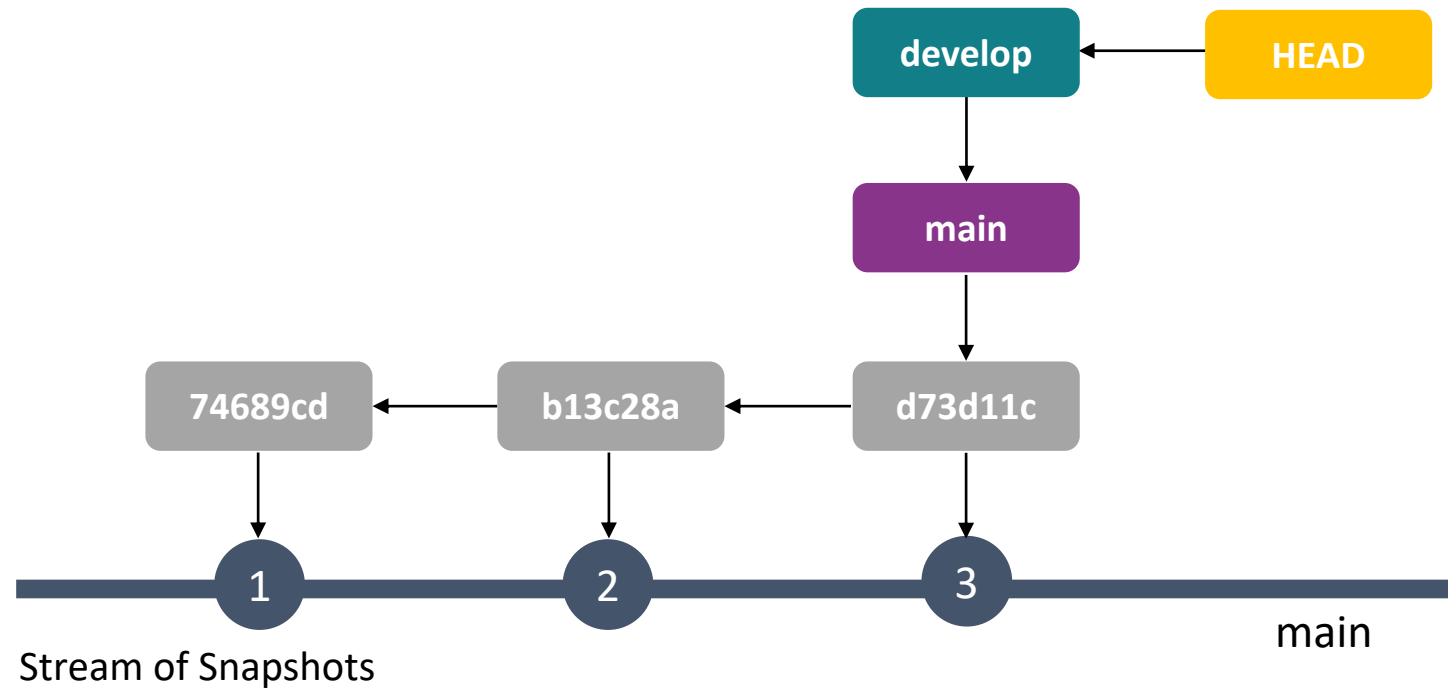 develop
HEAD
main
74689cd
b13c28a
d73d11c
1
2
3
main
Stream of Snapshots